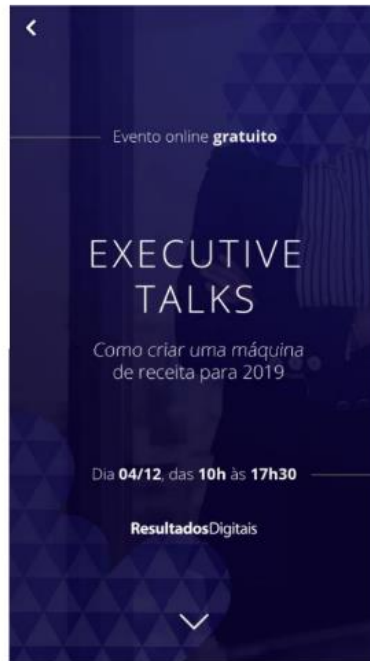 Evento online gratuito
EXECUTIVE
TALKS
Como criar uma máquina
de receita para 2019
Dia 04/12, das 10h às 17h30
ResultadosDigitais